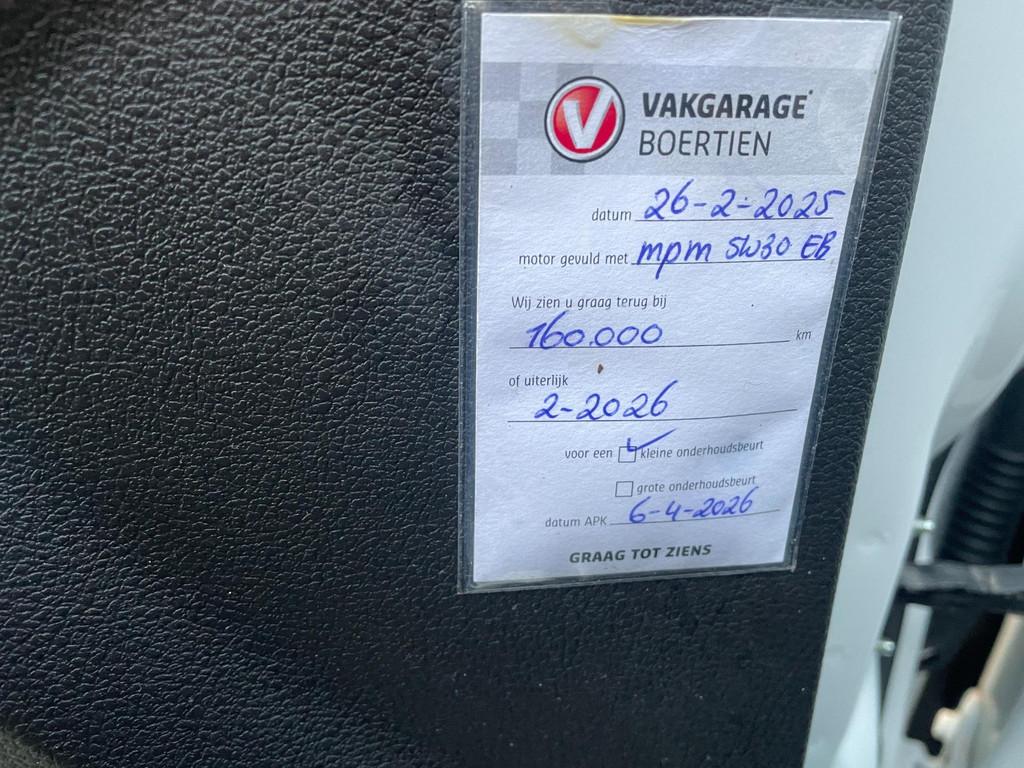 V VAKGARAGE
BOERTIEN
datum 26-2-2025
motor gevuld met mpm 5W30 EB
Wij zien u graag terug bij
160.000 km
of uiterlijk
2-2026
voor een kleine onderhoudsbeurt
grote onderhoudsbeurt
datum APK 6-4-2026
GRAAG TOT ZIENS